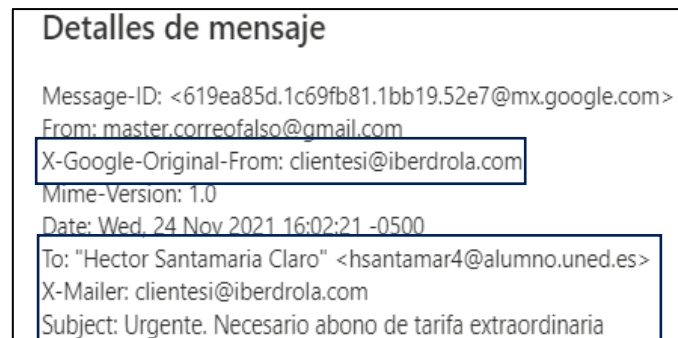 Detalles de mensaje
Message-ID: <619ea85d.1c69fb81.1bb19.52e7@mx.google.com>
From: master.correofalso@gmail.com
X-Google-Original-From: clientesi@iberdrola.com
Mime-Version: 1.0
Date: Wed, 24 Nov 2021 16:02:21 -0500
To: "Hector Santamaria Claro" <hsantamar4@alumno.uned.es>
X-Mailer: clientesi@iberdrola.com
Subject: Urgente. Necesario abono de tarifa extraordinaria